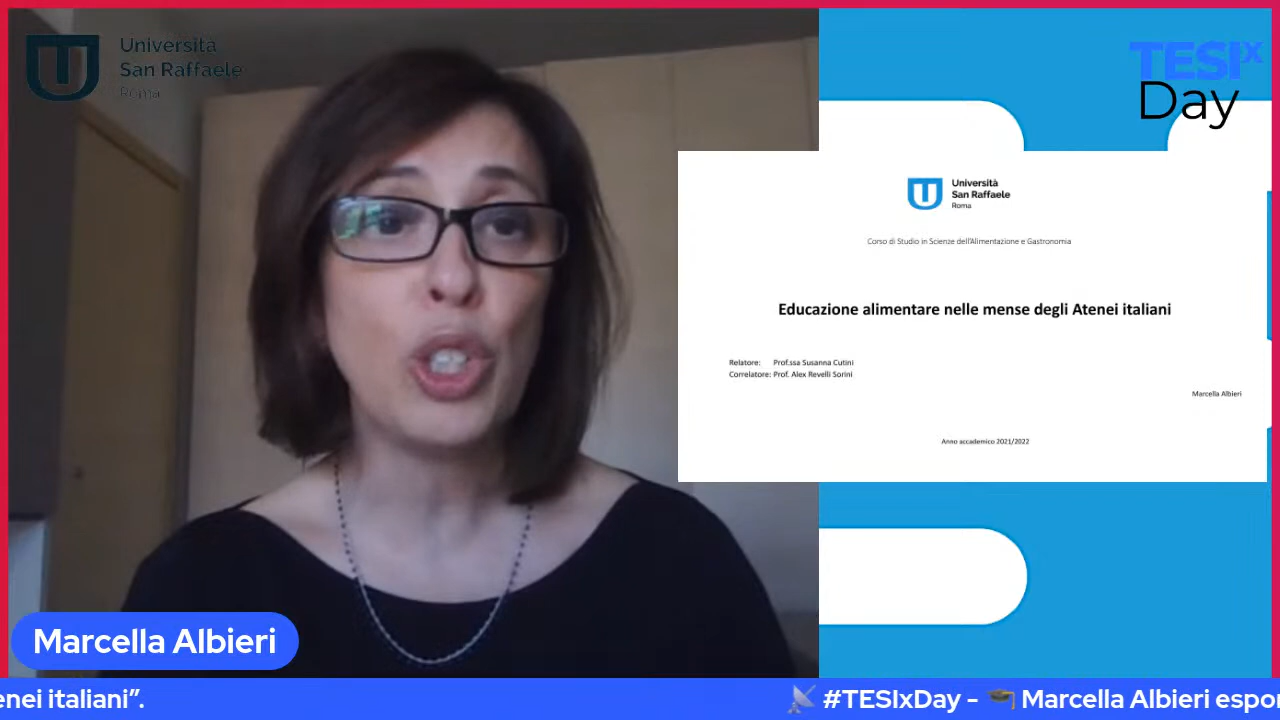 Università
San Raffaele
Roma
TESIx
Day
Università
San Raffaele
Roma
Corso di Studio in Scienze dell'Alimentazione e Gastronomia
Educazione alimentare nelle mense degli Atenei italiani
Relatore: Prof.ssa Susanna Cutini
Correlatore: Prof. Alex Revelli Sorini
Marcella Albieri
Anno accademico 2021/2022
Marcella Albieri
enei italiani”. #TESIxDay - Marcella Albieri espor